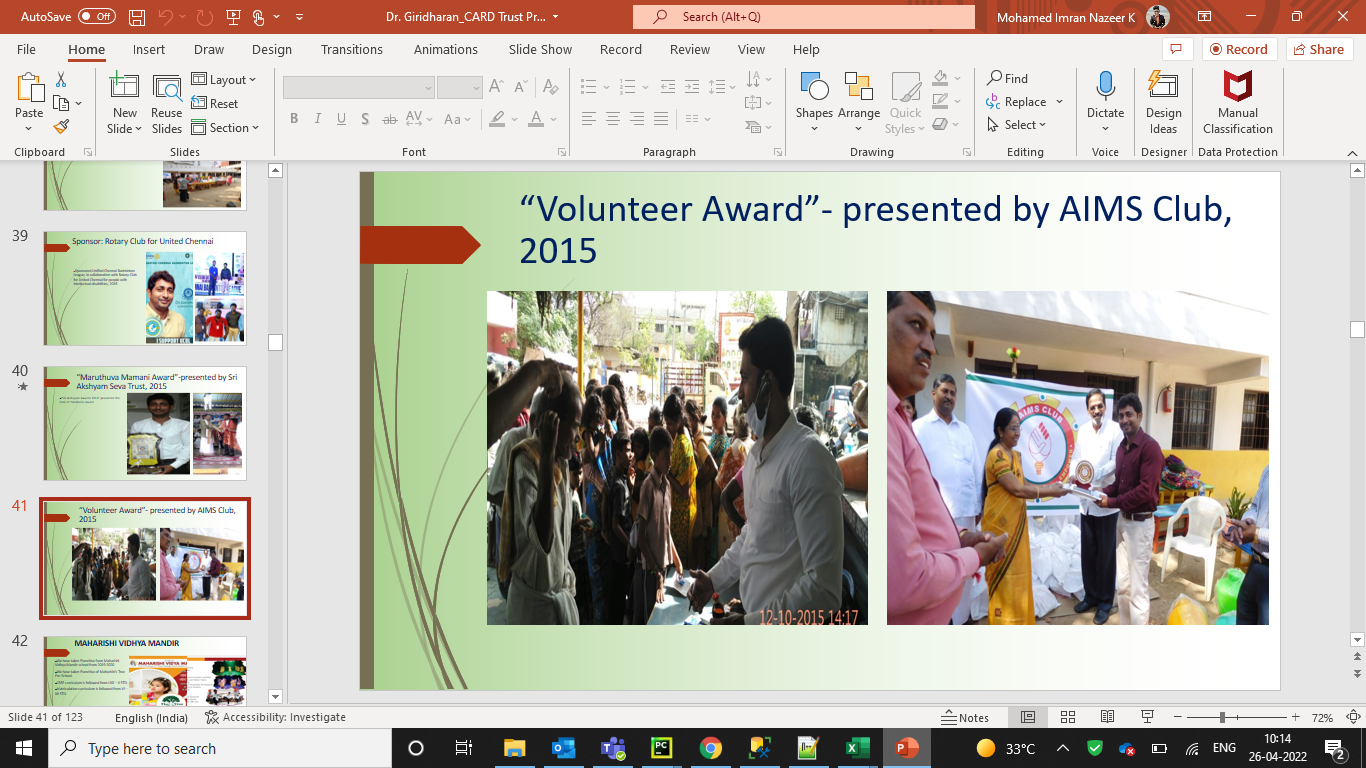 AutoSave Off
Dr. Giridharan_CARD Trust Pr...
Search (Alt+Q)
Mohamed Imran Nazeer K
File Home Insert Draw Design Transitions Animations Slide Show Record Review View Help
Record
Share
Paste
Clipboard
New Slide
Reuse Slides
Layout
Reset
Section
Slides
B I U S ab AV Aa A
Font
Paragraph
Shapes
Arrange
Quick Styles
Drawing
Find
Replace
Select
Editing
Dictate
Voice
Design Ideas
Designer
Manual Classification
Data Protection
39
Sponsor: Rotary Club for United Chennai
I SUPPORT
40
“Maruthuva Mamani Award”-presented by Sri
Akshyam Seva Trust, 2015
41
“Volunteer Award”- presented by AIMS Club,
2015
42
MAHARISHI VIDHYA MANDIR
“Volunteer Award”- presented by AIMS Club,
2015
12-10-2015 14:17
AIMS CLUB
Slide 41 of 123
English (India)
Accessibility: Investigate
Notes
72%
Type here to search
33°C
ENG
10:14
26-04-2022
2